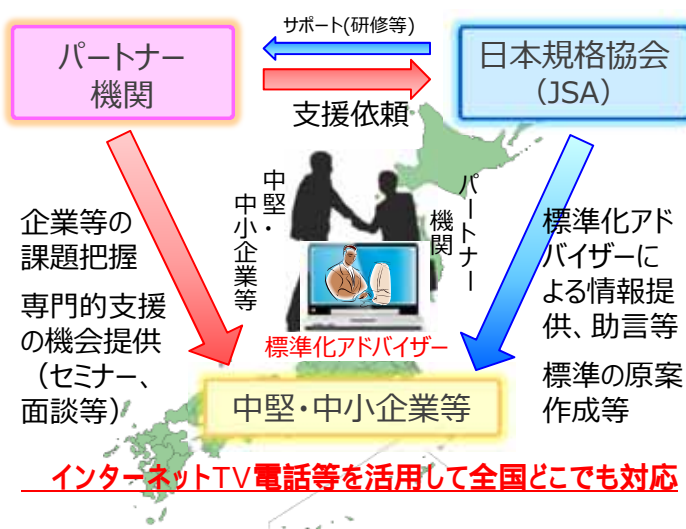 サポート(研修等)
パートナー
機関
日本規格協会
（JSA）
支援依頼
中堅・
中小企業等
パートナー
機関
企業等の
課題把握
専門的支援
の機会提供
（セミナー、
面談等）
標準化アド
バイザーに
よる情報提
供、助言等
標準の原案
作成等
標準化アドバイザー
中堅・中小企業等
インターネットTV電話等を活用して全国どこでも対応